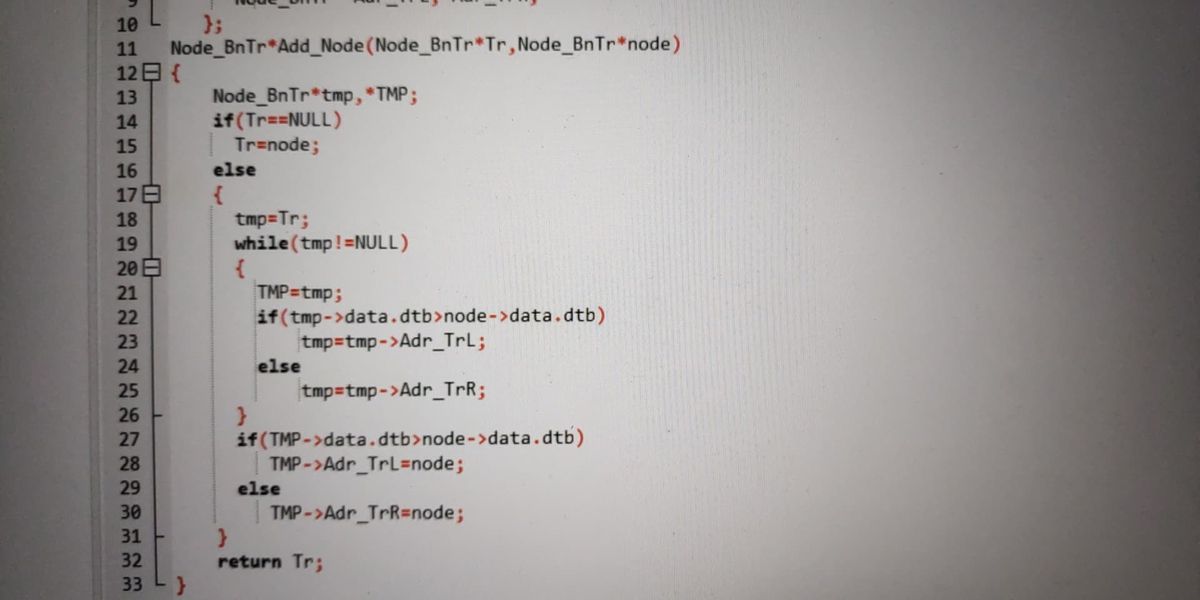 10 };
11 Node_BnTr*Add_Node(Node_BnTr*Tr,Node_BnTr*node)
12 {
13 Node_BnTr*tmp,*TMP;
14 if(Tr==NULL)
15 Tr=node;
16 else
17 {
18 tmp=Tr;
19 while(tmp!=NULL)
20 {
21 TMP=tmp;
22 if(tmp->data.dtb>node->data.dtb)
23 tmp=tmp->Adr_TrL;
24 else
25 tmp=tmp->Adr_TrR;
26 }
27 if(TMP->data.dtb>node->data.dtb)
28 TMP->Adr_TrL=node;
29 else
30 TMP->Adr_TrR=node;
31 }
32 return Tr;
33 }